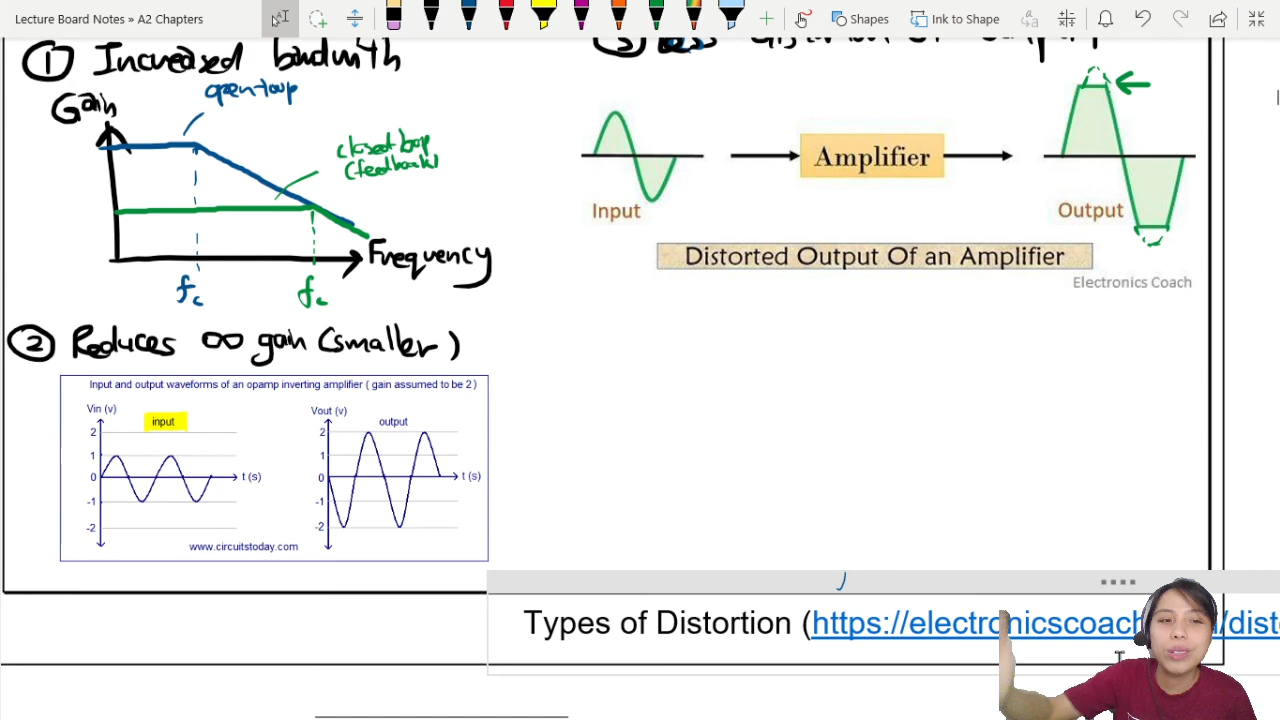 Lecture Board Notes » A2 Chapters
Shapes
Ink to Shape
① Increased bandwith
Gain
open loop
closed loop
(feedback)
Frequency
fc
fc
② Reduces ∞ gain (smaller)
Input and output waveforms of an opamp inverting amplifier ( gain assumed to be 2 )
Vin (v)
input
2
1
0
-1
-2
t (s)
Vout (v)
output
2
1
0
-1
-2
t (s)
www.circuitstoday.com
Input
Amplifier
Output
Distorted Output Of an Amplifier
Electronics Coach
Types of Distortion (https://electronicscoach